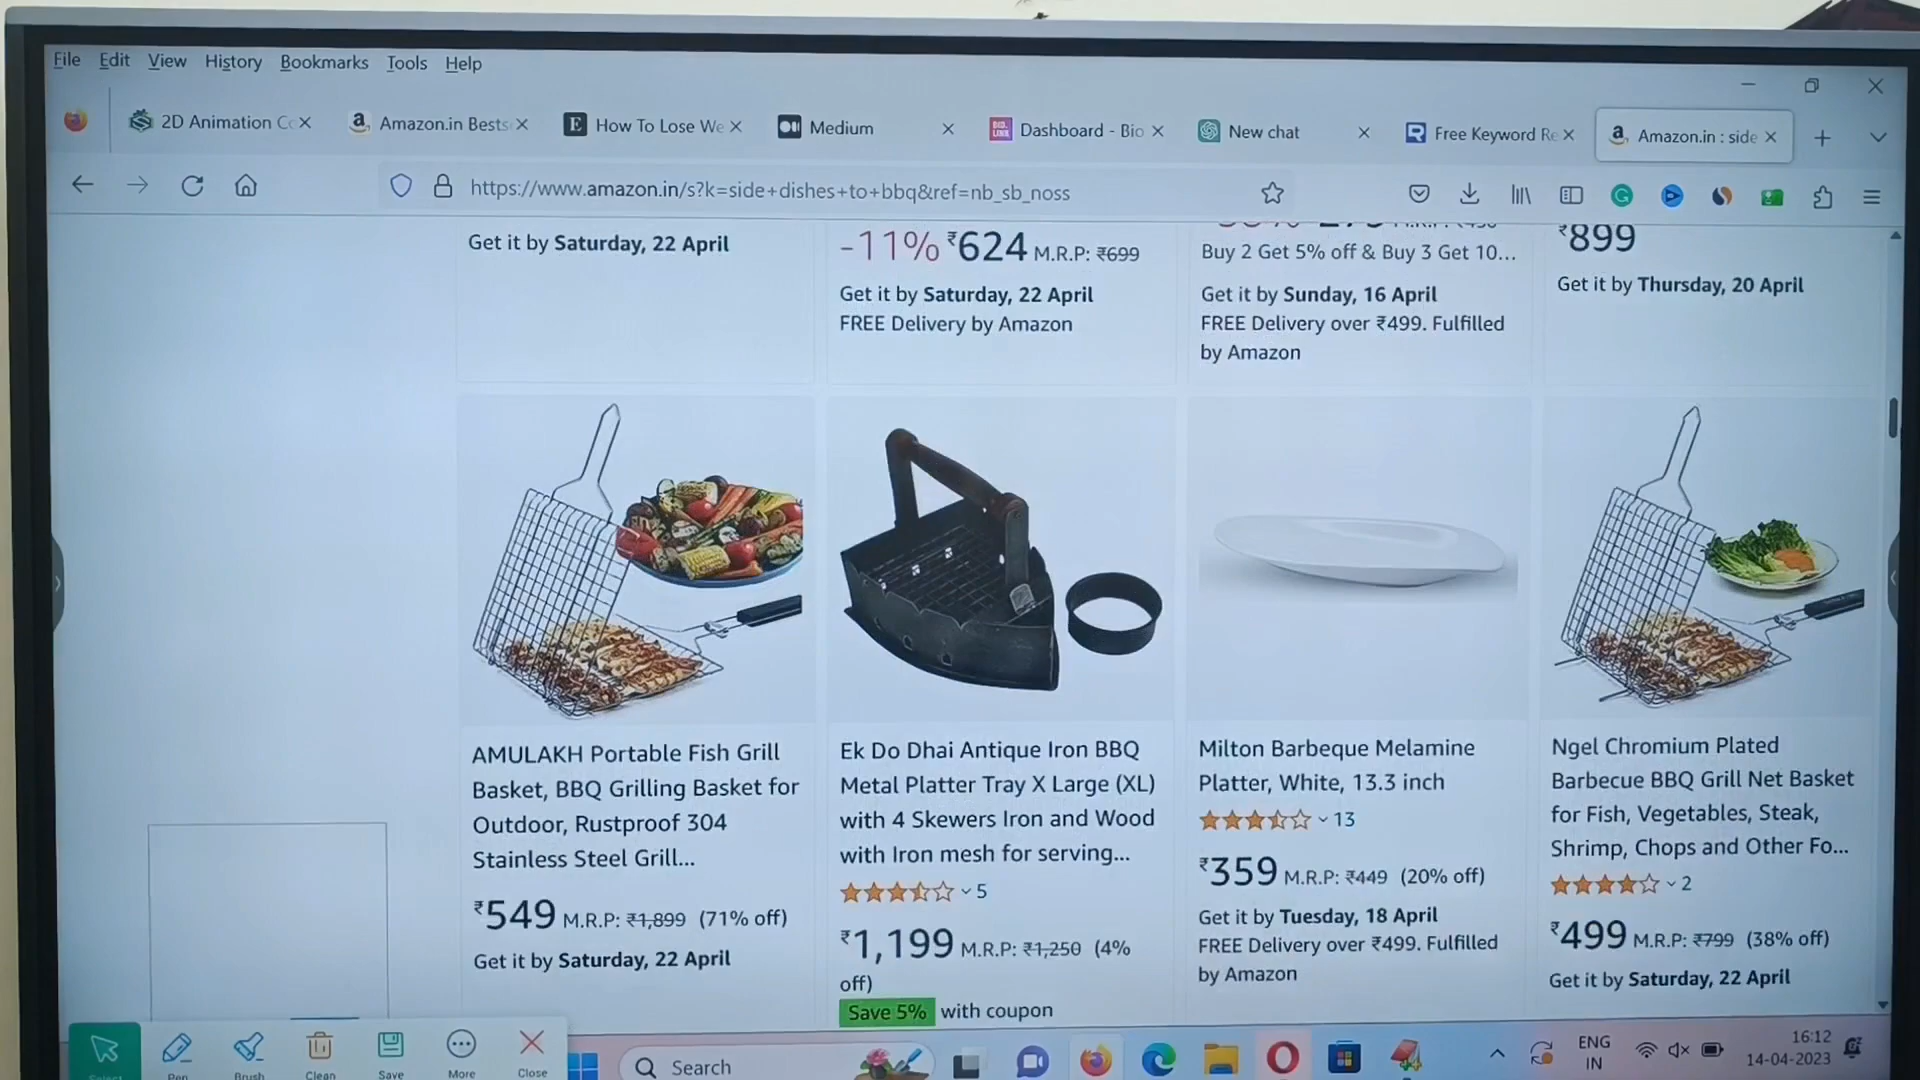 File Edit View History Bookmarks Tools Help
2D Animation Co
Amazon.in Bests
How To Lose We
Medium
Dashboard - Bio
New chat
Free Keyword Re
Amazon.in : side
https://www.amazon.in/s?k=side+dishes+to+bbq&ref=nb_sb_noss
Get it by Saturday, 22 April
-11% ₹624 M.R.P: ₹699
Get it by Saturday, 22 April
FREE Delivery by Amazon
Buy 2 Get 5% off & Buy 3 Get 10...
Get it by Sunday, 16 April
FREE Delivery over ₹499. Fulfilled
by Amazon
₹899
Get it by Thursday, 20 April
AMULAKH Portable Fish Grill
Basket, BBQ Grilling Basket for
Outdoor, Rustproof 304
Stainless Steel Grill...
₹549 M.R.P: ₹1,899 (71% off)
Get it by Saturday, 22 April
Ek Do Dhai Antique Iron BBQ
Metal Platter Tray X Large (XL)
with 4 Skewers Iron and Wood
with Iron mesh for serving...
5
₹1,199 M.R.P: ₹1,250 (4%
off)
Save 5% with coupon
Milton Barbeque Melamine
Platter, White, 13.3 inch
13
₹359 M.R.P: ₹449 (20% off)
Get it by Tuesday, 18 April
FREE Delivery over ₹499. Fulfilled
by Amazon
Ngel Chromium Plated
Barbecue BBQ Grill Net Basket
for Fish, Vegetables, Steak,
Shrimp, Chops and Other Fo...
2
₹499 M.R.P: ₹799 (38% off)
Get it by Saturday, 22 April
Select Pen Brush Clean Save More Close
Search
ENG
IN
16:12
14-04-2023